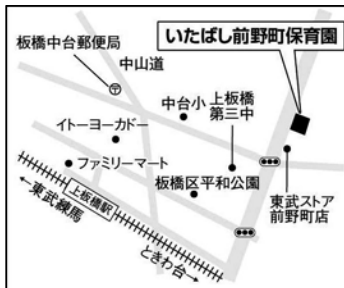 いたばし前野町保育園
板橋中台郵便局
中山道
〒
中台小
上板橋
第三中
イトーヨーカドー
ファミリーマート
板橋区平和公園
東武ストア
前野町店
上板橋駅
←東武練馬
ときわ台→